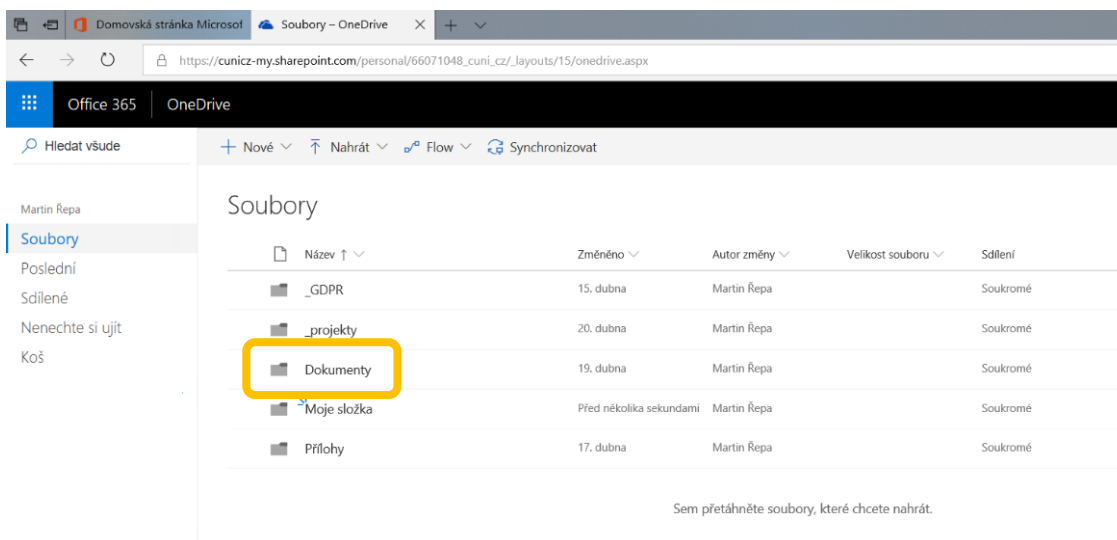 Domovská stránka Microsof Soubory – OneDrive
https://cunicz-my.sharepoint.com/personal/66071048_cuni_cz/_layouts/15/onedrive.aspx
Office 365 OneDrive
Hledat všude
Nové Nahrát Flow Synchronizovat
Martin Řepa
Soubory
Poslední
Sdílené
Nenechte si ujít
Koš
Soubory
Název ↑ Změněno Autor změny Velikost souboru Sdílení
_GDPR 15. dubna Martin Řepa Soukromé
_projekty 20. dubna Martin Řepa Soukromé
Dokumenty 19. dubna Martin Řepa Soukromé
Moje složka Před několika sekundami Martin Řepa Soukromé
Přílohy 17. dubna Martin Řepa Soukromé
Sem přetáhněte soubory, které chcete nahrát.